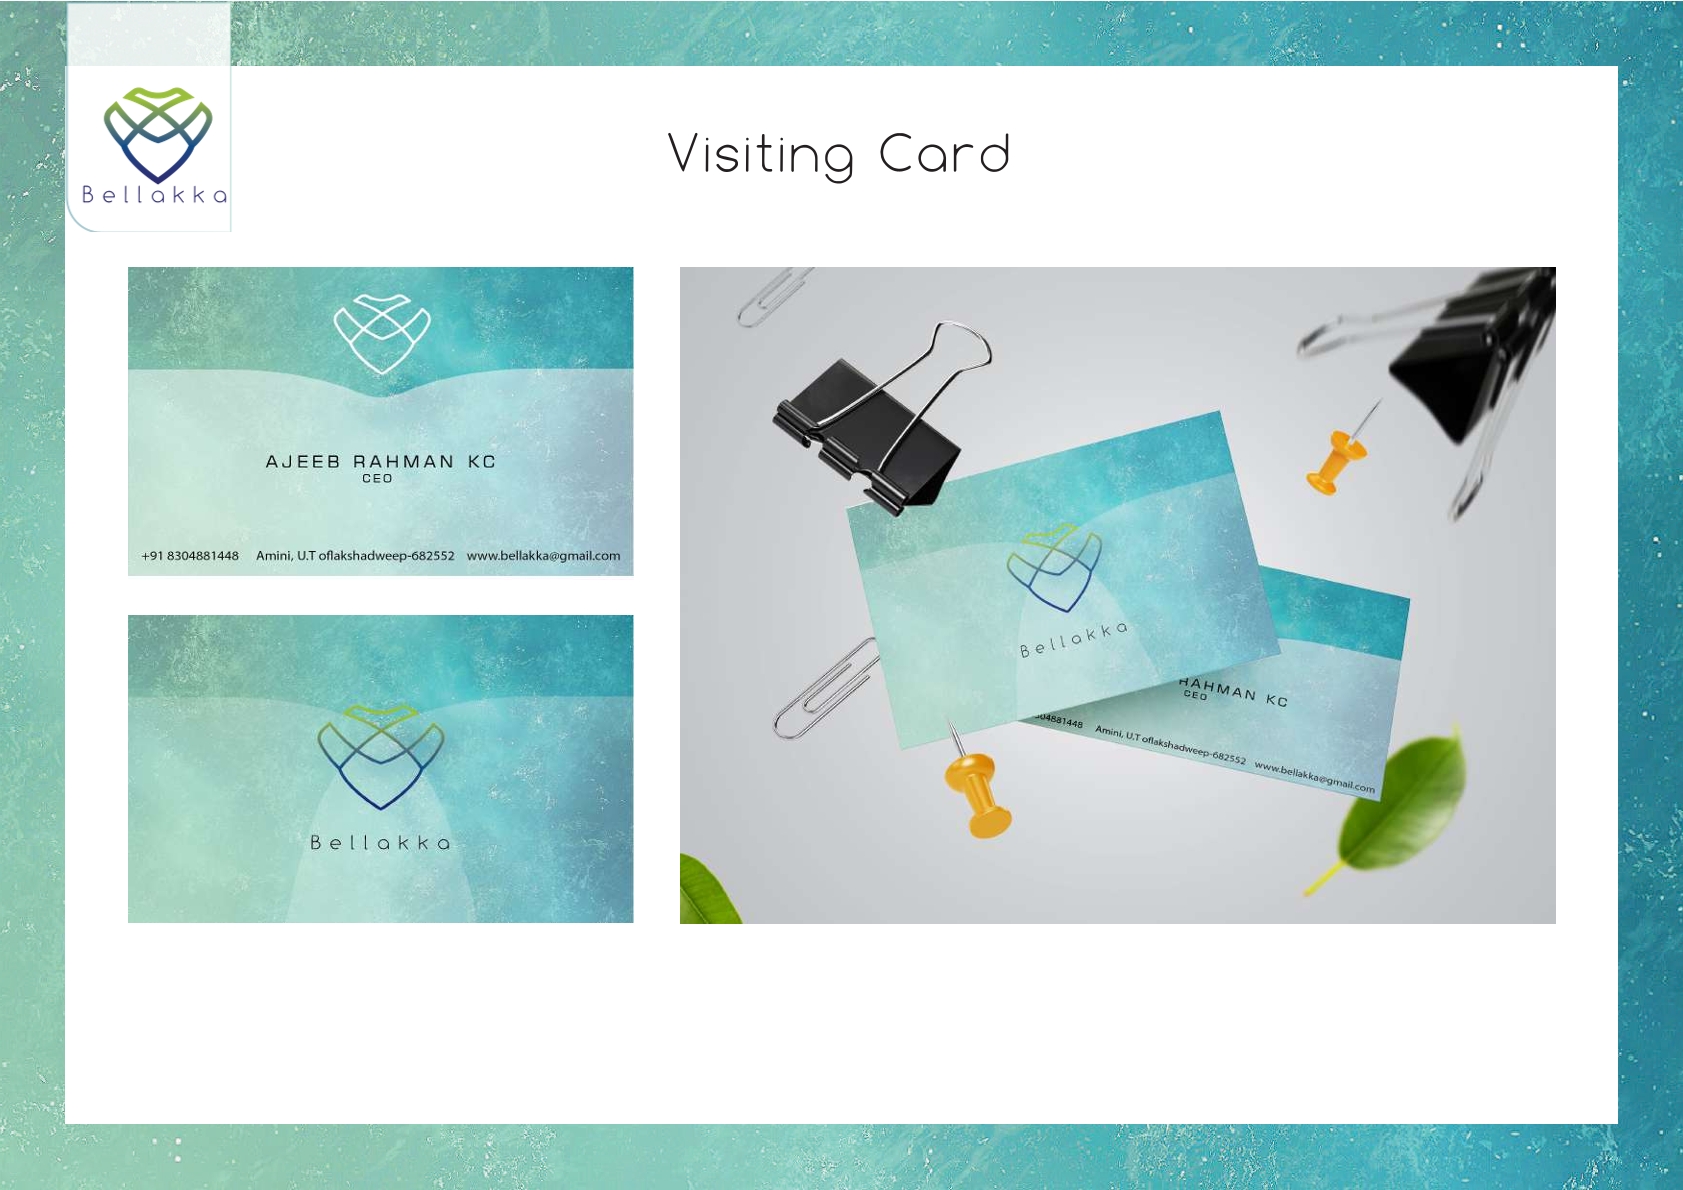 Bellakka
Visiting Card
AJEEB RAHMAN KC
CEO
+91 8304881448 Amini, U.T oflakshadweep-682552 www.bellakka@gmail.com
Bellakka
Bellakka
RAHMAN KC
CEO
304881448 Amini, U.T oflakshadweep-682552 www.bellakka@gmail.com